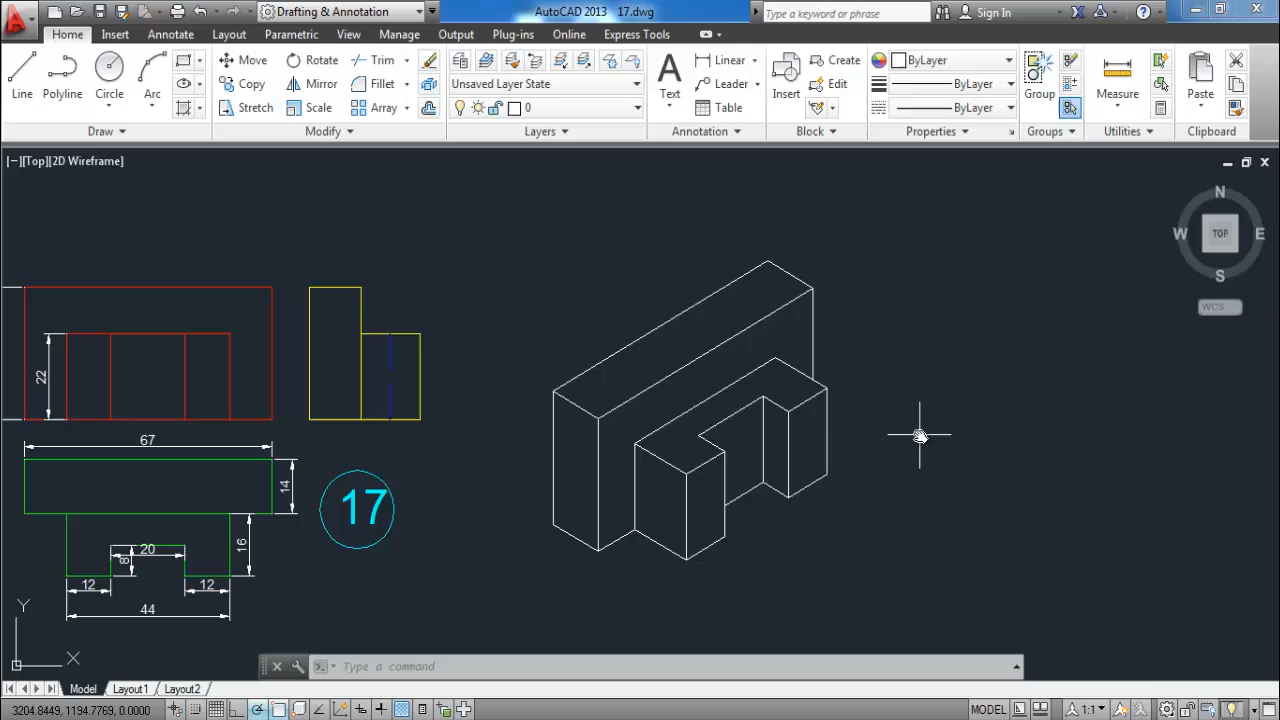 Drafting & Annotation
AutoCAD 2013 17.dwg
Type a keyword or phrase
Sign In
Home Insert Annotate Layout Parametric View Manage Output Plug-ins Online Express Tools
Line Polyline Circle Arc
Move Rotate Trim
Copy Mirror Fillet
Stretch Scale Array
Unsaved Layer State
0
Text
Linear
Leader
Table
Insert
Create
Edit
ByLayer
ByLayer
ByLayer
Group
Measure
Paste
Draw Modify Layers Annotation Block Properties Groups Utilities Clipboard
[−][Top][2D Wireframe]
N
W TOP E
S
WCS
22
67
14
17
20
8
16
12 12
44
Y
X
Type a command
Model Layout1 Layout2
3204.8449, 1194.7769, 0.0000
MODEL
1:1